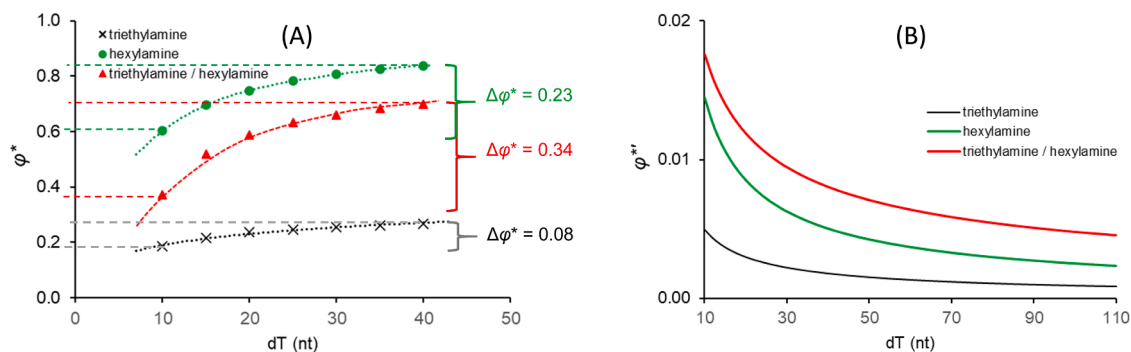 (A)
1.0
0.8
0.6
0.4
0.2
0.0
φ*
triethylamine
hexylamine
triethylamine / hexylamine
Δφ* = 0.23
Δφ* = 0.34
Δφ* = 0.08
0 10 20 30 40 50
dT (nt)
(B)
0.02
0.01
0.00
φ*'
triethylamine
hexylamine
triethylamine / hexylamine
10 30 50 70 90 110
dT (nt)